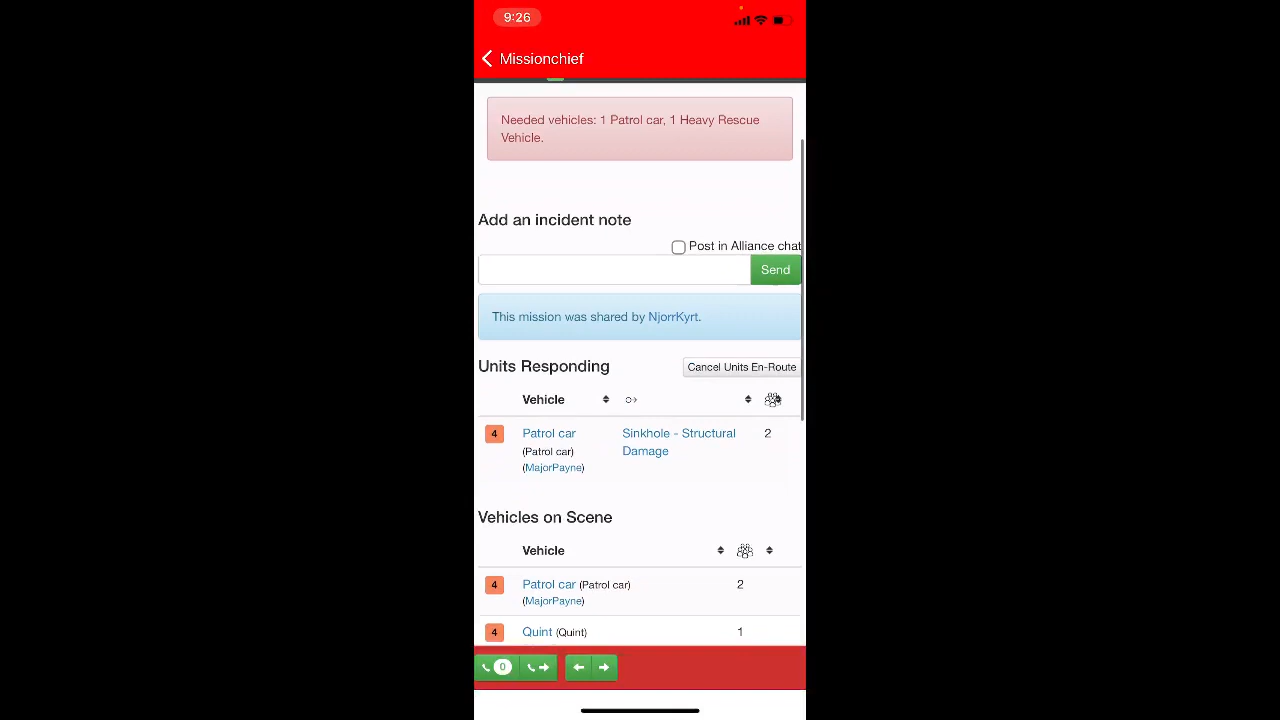 9:26
Missionchief
Needed vehicles: 1 Patrol car, 1 Heavy Rescue
Vehicle.
Add an incident note
Post in Alliance chat
Send
This mission was shared by NjorrKyrt.
Units Responding
Cancel Units En-Route
Vehicle
4 Patrol car Sinkhole - Structural 2
(Patrol car) Damage
(MajorPayne)
Vehicles on Scene
Vehicle
4 Patrol car (Patrol car) 2
(MajorPayne)
4 Quint (Quint) 1
0